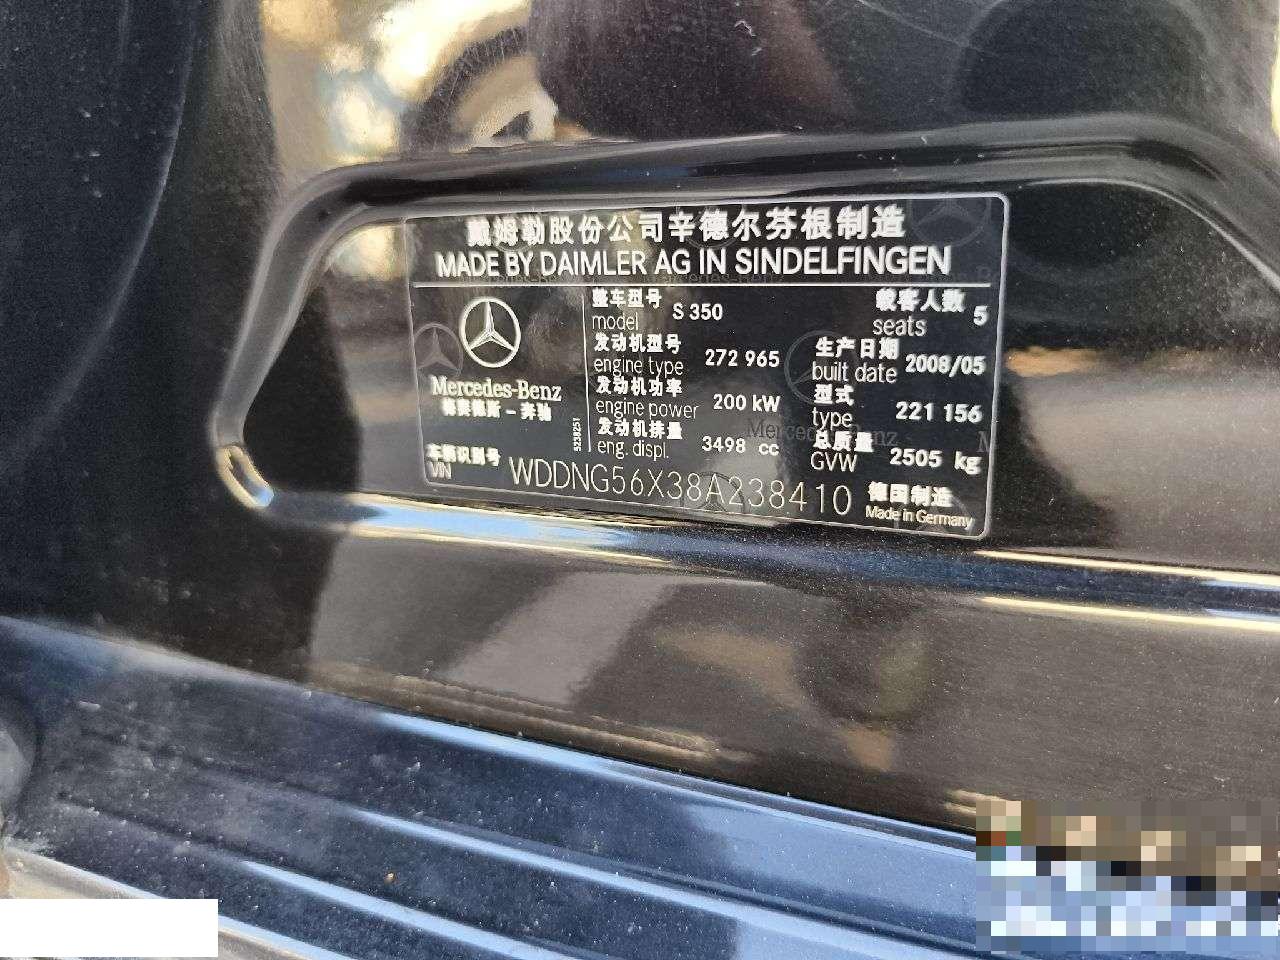 戴姆勒股份公司辛德尔芬根制造
MADE BY DAIMLER AG IN SINDELFINGEN
整车型号 S 350
model
载客人数 5
seats
发动机型号 272 965
engine type
生产日期 2008/05
built date
发动机功率 200 kW
engine power
型式 221 156
type
发动机排量 3498 cc
eng. displ.
总质量 2505 kg
GVW
Mercedes-Benz
梅赛德斯－奔驰
5238251
车辆识别号
VIN
WDDNG56X38A238410
德国制造
Made in Germany